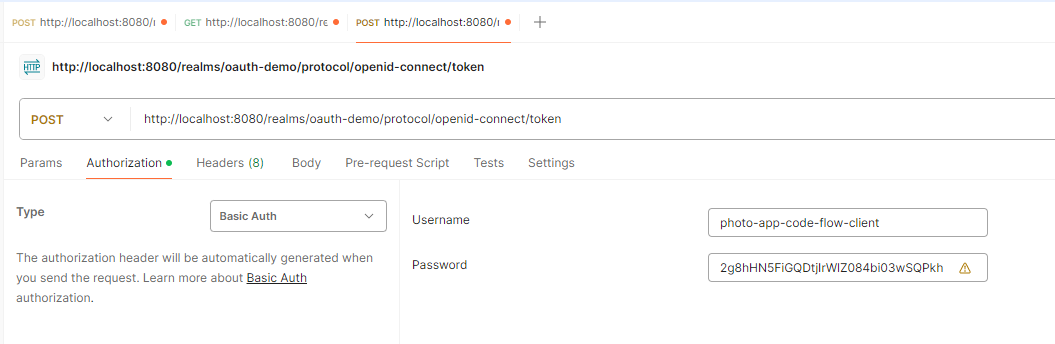 POST http://localhost:8080/r GET http://localhost:8080/re POST http://localhost:8080/r
HTTP http://localhost:8080/realms/oauth-demo/protocol/openid-connect/token
POST http://localhost:8080/realms/oauth-demo/protocol/openid-connect/token
Params Authorization Headers (8) Body Pre-request Script Tests Settings
Type Basic Auth
The authorization header will be automatically generated when
you send the request. Learn more about Basic Auth
authorization.
Username photo-app-code-flow-client
Password